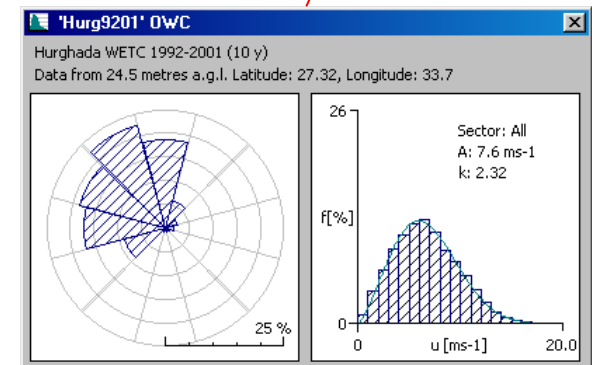 'Hurg9201' OWC
Hurghada WETC 1992-2001 (10 y)
Data from 24.5 metres a.g.l. Latitude: 27.32, Longitude: 33.7
25 %
26
Sector: All
A: 7.6 ms-1
k: 2.32
f[%]
0
0
u [ms-1]
20.0